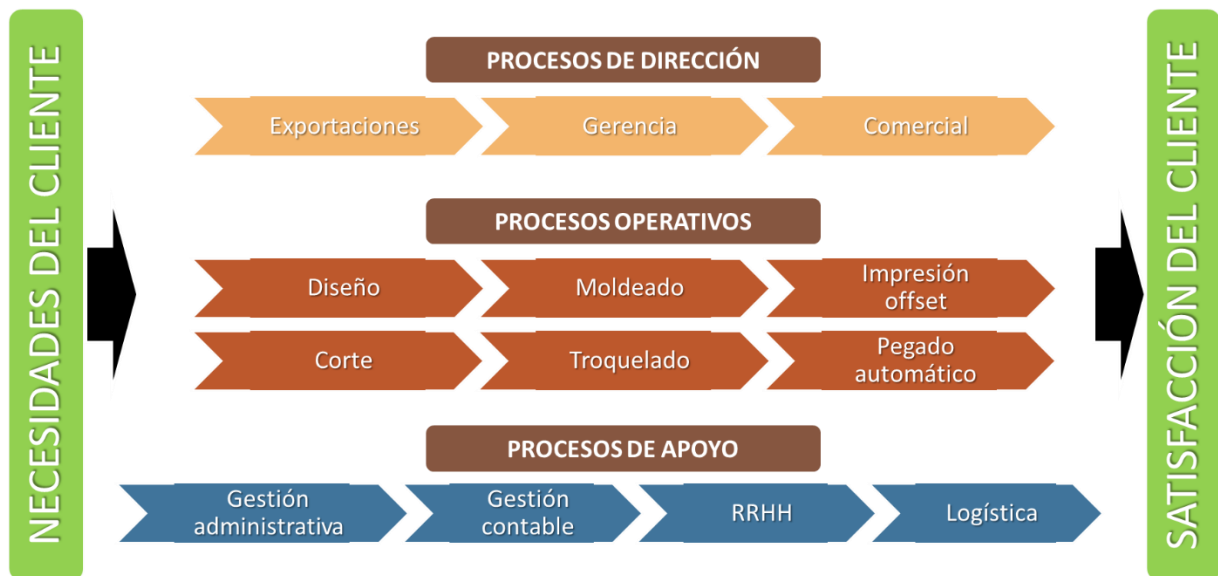 NECESIDADES DEL CLIENTE
PROCESOS DE DIRECCIÓN
Exportaciones
Gerencia
Comercial
PROCESOS OPERATIVOS
Diseño
Moldeado
Impresión
offset
Corte
Troquelado
Pegado
automático
PROCESOS DE APOYO
Gestión
administrativa
Gestión
contable
RRHH
Logística
SATISFACCIÓN DEL CLIENTE